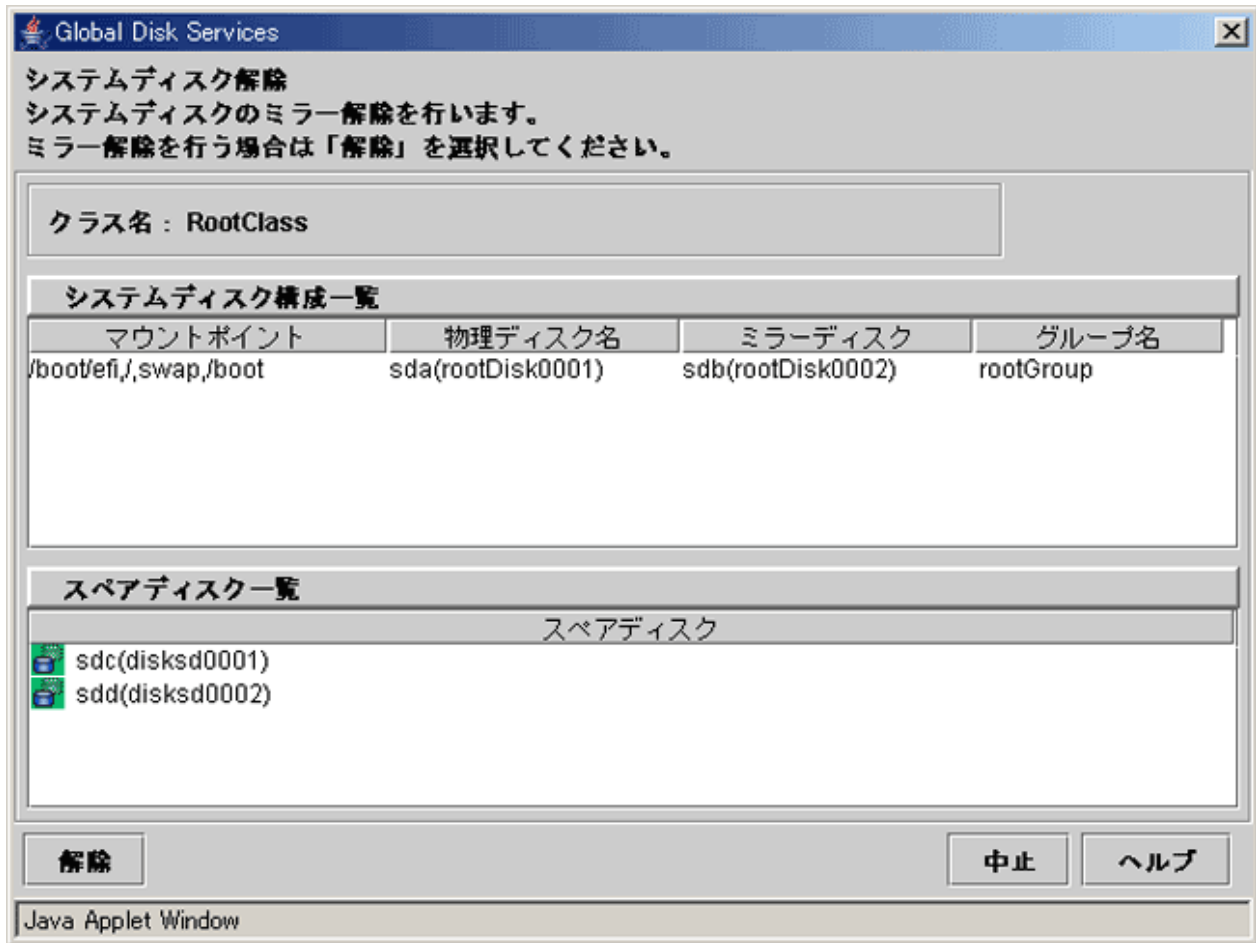 Global Disk Services
システムディスク解除
システムディスクのミラー解除を行います。
ミラー解除を行う場合は「解除」を選択してください。
クラス名 : RootClass
システムディスク構成一覧
マウントポイント 物理ディスク名 ミラーディスク グループ名
/boot/efi,/,swap,/boot sda(rootDisk0001) sdb(rootDisk0002) rootGroup
スペアディスク一覧
スペアディスク
sdc(disksd0001)
sdd(disksd0002)
解除 中止 ヘルプ
Java Applet Window